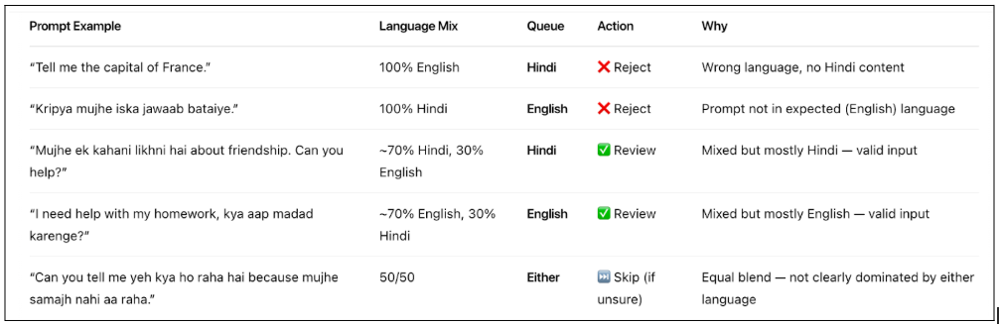 Prompt Example Language Mix Queue Action Why
“Tell me the capital of France.” 100% English Hindi ❌ Reject Wrong language, no Hindi content
“Kripya mujhe iska jawaab bataiye.” 100% Hindi English ❌ Reject Prompt not in expected (English) language
“Mujhe ek kahani likhni hai about friendship. Can you ~70% Hindi, 30% Hindi ✅ Review Mixed but mostly Hindi — valid input
help?” English
“I need help with my homework, kya aap madad ~70% English, 30% English ✅ Review Mixed but mostly English — valid input
karenge?” Hindi
“Can you tell me yeh kya ho raha hai because mujhe 50/50 Either ⏭️ Skip (if Equal blend — not clearly dominated by either
samajh nahi aa raha.” unsure) language